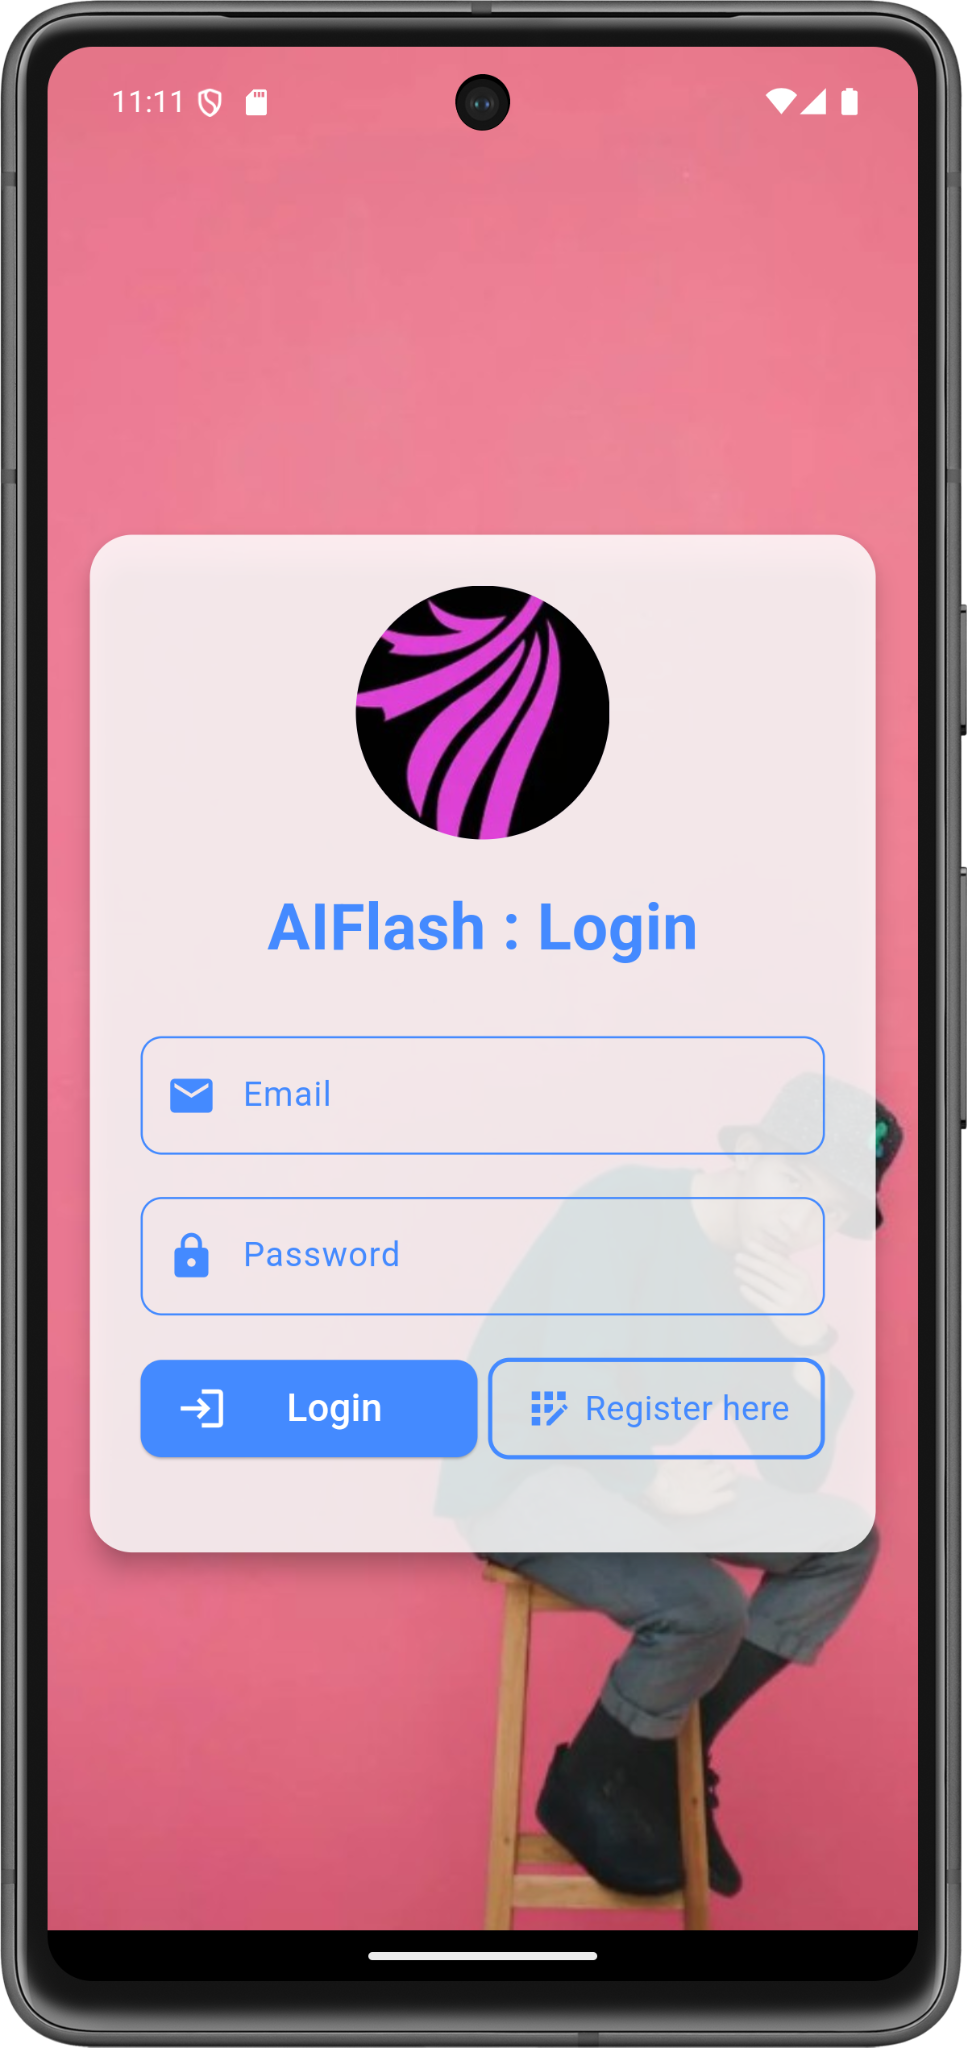 11:11
AIFlash : Login
Email
Password
Login
Register here